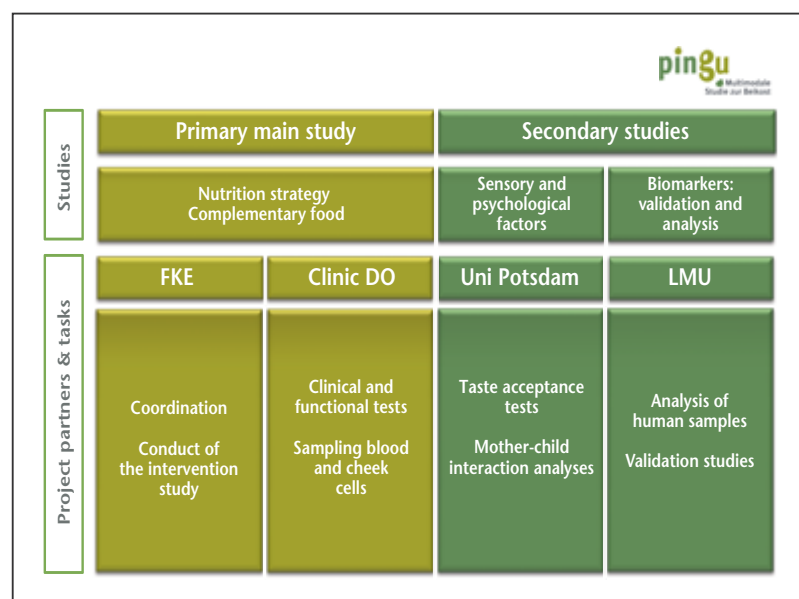 pingu
Multimodale
Studie zur Beikost
Studies
Primary main study
Secondary studies
Nutrition strategy
Complementary food
Sensory and
psychological
factors
Biomarkers:
validation and
analysis
Project partners & tasks
FKE
Clinic DO
Uni Potsdam
LMU
Coordination
Conduct of
the intervention
study
Clinical and
functional tests
Sampling blood
and cheek
cells
Taste acceptance
tests
Mother-child
interaction analyses
Analysis of
human samples
Validation studies